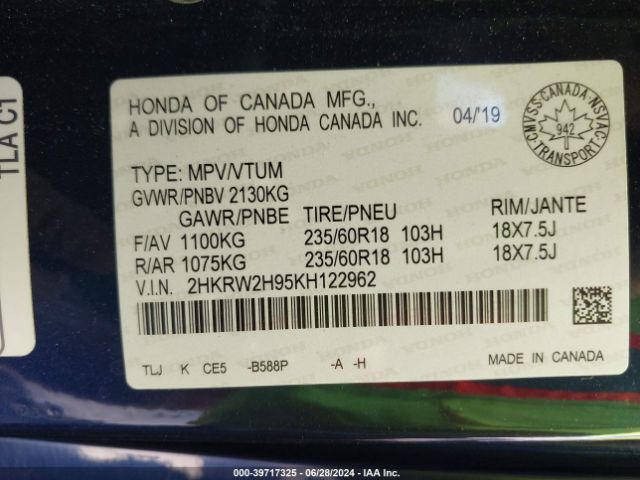 TLA C1
HONDA OF CANADA MFG.,
A DIVISION OF HONDA CANADA INC.
04/'19
CMVSS·CANADA·NSVAC
942
TRANSPORT
TYPE: MPV/VTUM
GVWR/PNBV 2130KG
GAWR/PNBE TIRE/PNEU RIM/JANTE
F/AV 1100KG 235/60R18 103H 18X7.5J
R/AR 1075KG 235/60R18 103H 18X7.5J
V.I.N. 2HKRW2H95KH122962
TLJ K CE5 -B588P -A -H
MADE IN CANADA
000-39717325 | 06/28/2024 - IAA Inc.